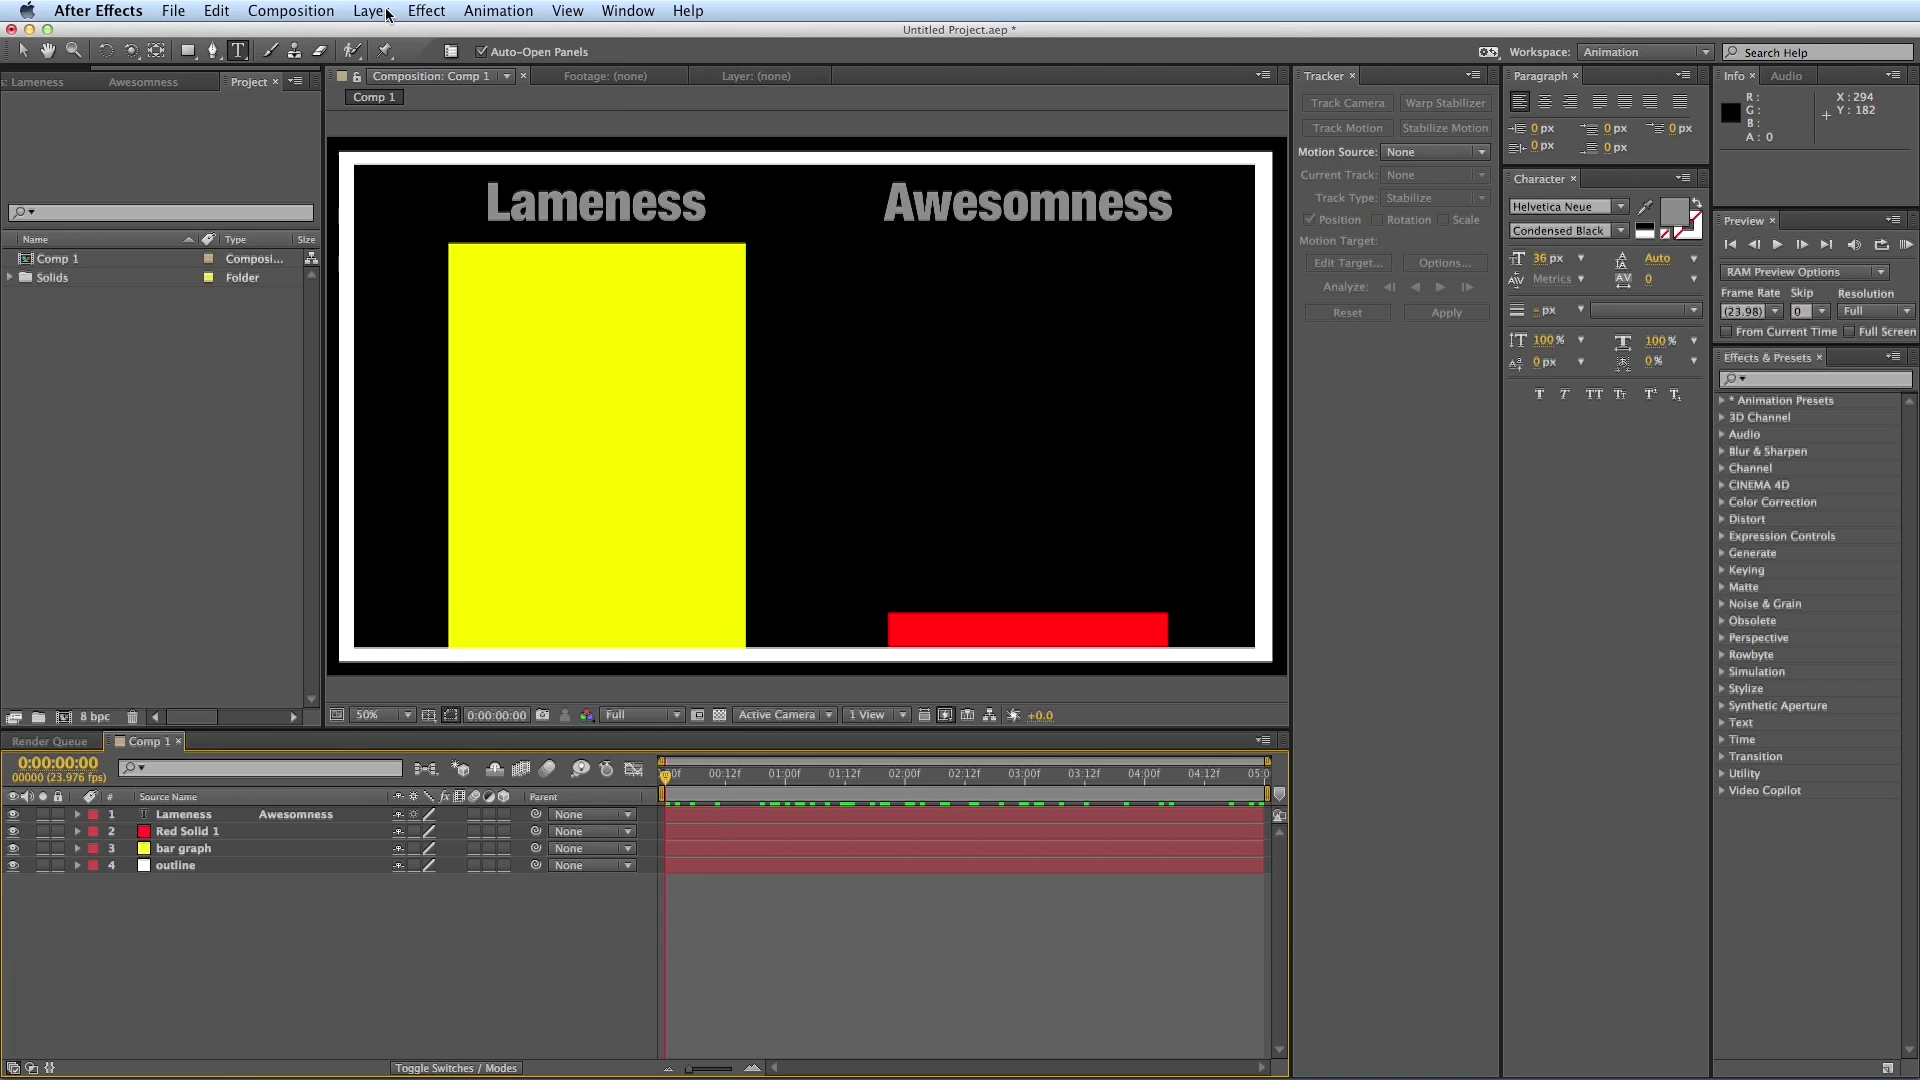 After Effects File Edit Composition Layer Effect Animation View Window Help
Untitled Project.aep *
Auto-Open Panels
Workspace: Animation
Search Help
: Lameness Awesomness Project
Name Type Size
Comp 1 Composi...
Solids Folder
8 bpc
Composition: Comp 1 Footage: (none) Layer: (none)
Comp 1
Lameness Awesomness
50% 0:00:00:00 Full Active Camera 1 View +0.0
Tracker
Track Camera Warp Stabilizer
Track Motion Stabilize Motion
Motion Source: None
Current Track: None
Track Type: Stabilize
Position Rotation Scale
Motion Target:
Edit Target... Options...
Analyze:
Reset Apply
Paragraph
0 px 0 px 0 px
0 px 0 px
Character
Helvetica Neue
Condensed Black
36 px Auto
Metrics 0
- px
100 % 100 %
0 px 0 %
T T TT Tr T¹ T₁
Info Audio
R : X : 294
G : Y : 182
B :
A : 0
Preview
RAM Preview Options
Frame Rate Skip Resolution
(23.98) 0 Full
From Current Time Full Screen
Effects & Presets
* Animation Presets
3D Channel
Audio
Blur & Sharpen
Channel
CINEMA 4D
Color Correction
Distort
Expression Controls
Generate
Keying
Matte
Noise & Grain
Obsolete
Perspective
Rowbyte
Simulation
Stylize
Synthetic Aperture
Text
Time
Transition
Utility
Video Copilot
Render Queue Comp 1
0:00:00:00
00000 (23.976 fps)
00f 00:12f 01:00f 01:12f 02:00f 02:12f 03:00f 03:12f 04:00f 04:12f 05:0
# Source Name fx Parent
1 T Lameness Awesomness None
2 Red Solid 1 None
3 bar graph None
4 outline None
Toggle Switches / Modes